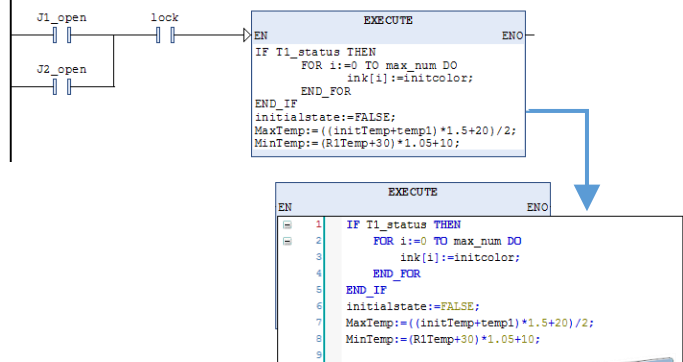 J1_open
lock
EXECUTE
EN ENO
IF T1_status THEN
FOR i:=0 TO max_num DO
ink[i]:=initcolor;
END_FOR
END_IF
initialstate:=FALSE;
MaxTemp:=((initTemp+temp1)*1.5+20)/2;
MinTemp:=(R1Temp+30)*1.05+10;
J2_open
EXECUTE
EN ENO
1 IF T1_status THEN
2 FOR i:=0 TO max_num DO
3 ink[i]:=initcolor;
4 END_FOR
5 END_IF
6 initialstate:=FALSE;
7 MaxTemp:=((initTemp+temp1)*1.5+20)/2;
8 MinTemp:=(R1Temp+30)*1.05+10;
9